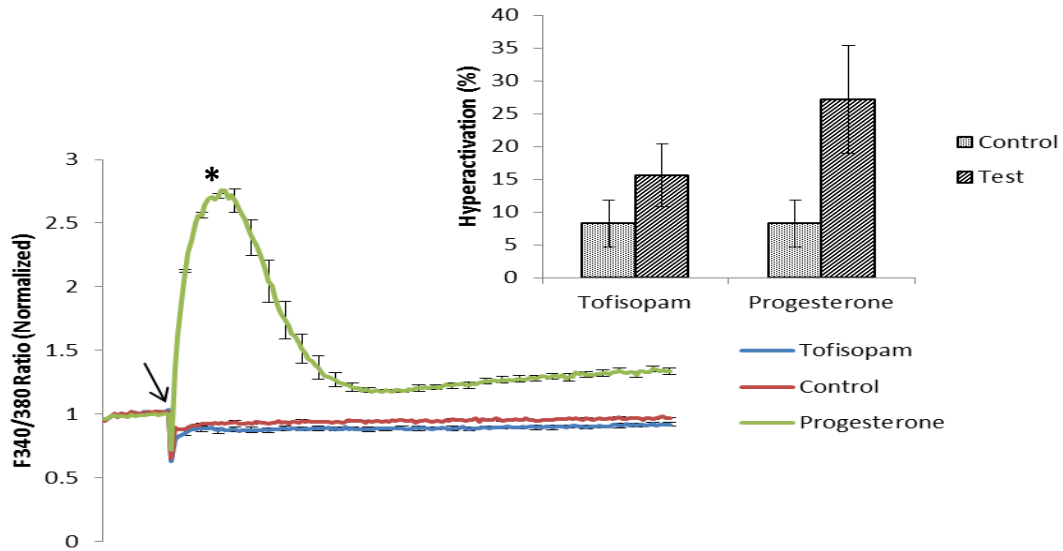 40
35
30
25
20
15
10
5
0
Hyperactivation (%)
Tofisopam Progesterone
Control
Test
3
2.5
2
1.5
1
0.5
0
F340/380 Ratio (Normalized)
*
Tofisopam
Control
Progesterone